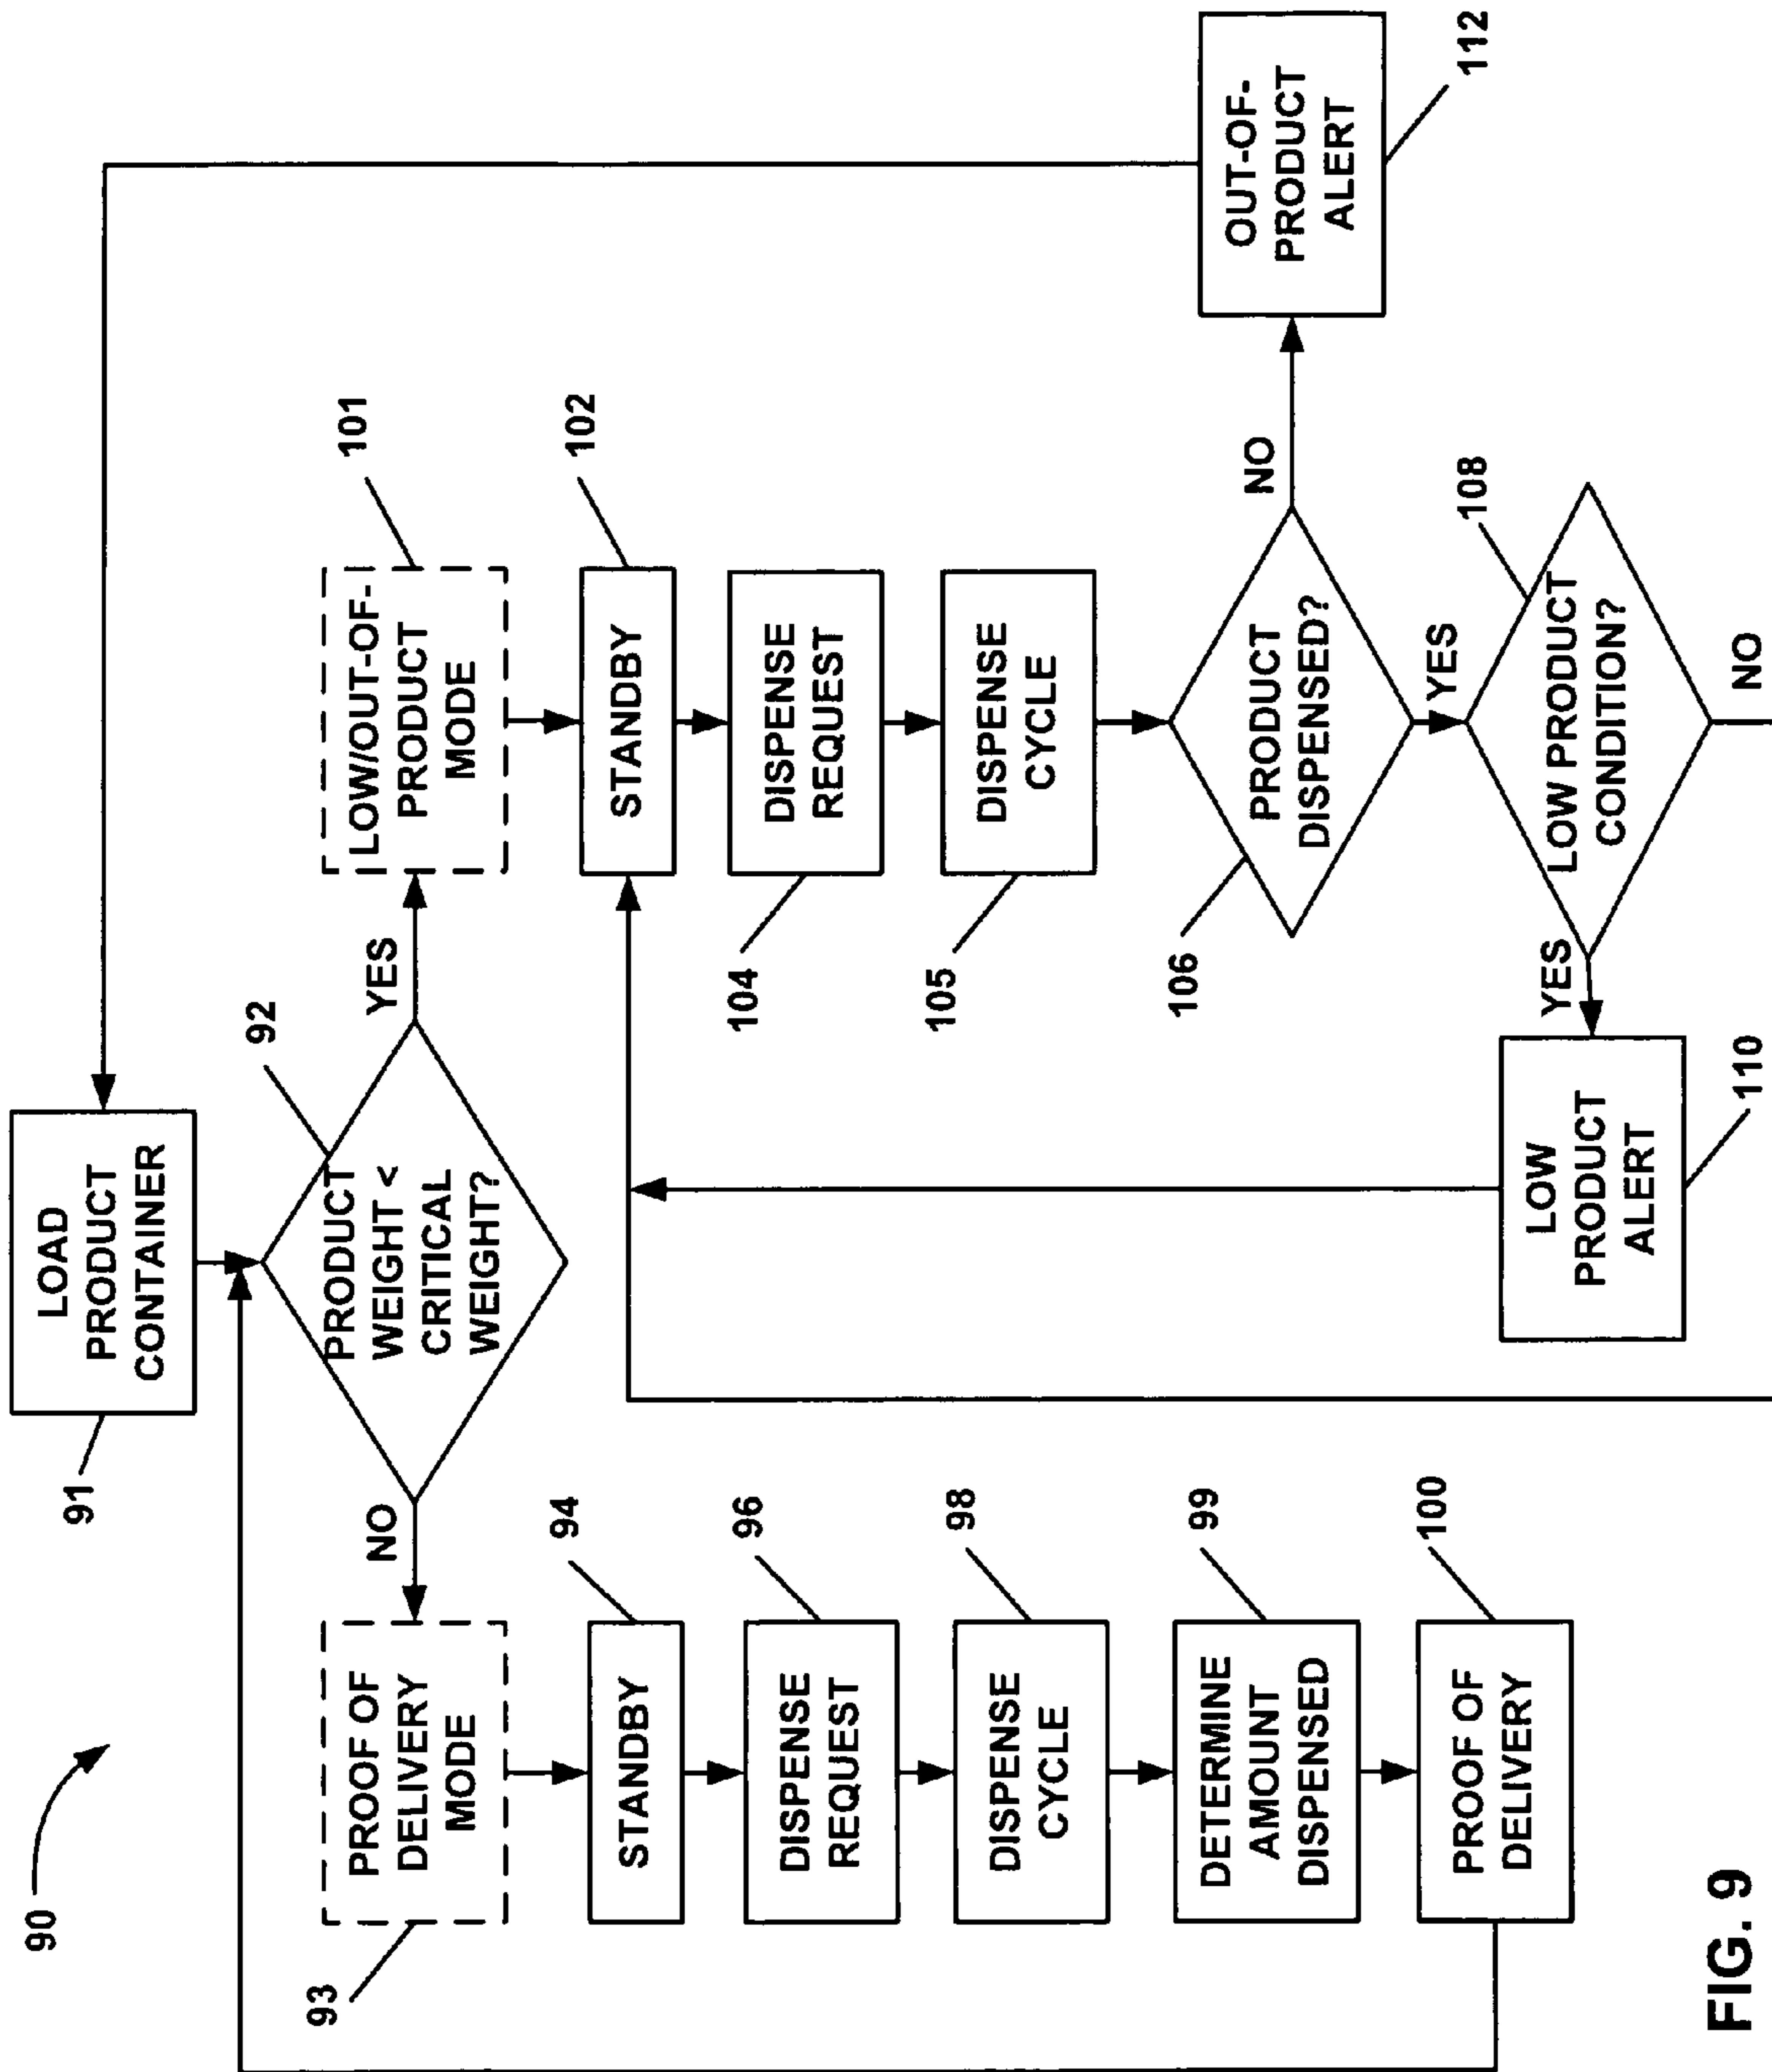 90
LOAD
PRODUCT
CONTAINER
91
PRODUCT
WEIGHT <
CRITICAL
WEIGHT?
92
NO
YES
PROOF OF
DELIVERY
MODE
93
STANDBY
94
DISPENSE
REQUEST
96
DISPENSE
CYCLE
98
DETERMINE
AMOUNT
DISPENSED
99
PROOF OF
DELIVERY
100
LOW/OUT-OF-
PRODUCT
MODE
101
STANDBY
102
DISPENSE
REQUEST
104
DISPENSE
CYCLE
105
PRODUCT
DISPENSED?
106
NO
YES
OUT-OF-
PRODUCT
ALERT
112
LOW PRODUCT
CONDITION?
108
YES
NO
LOW
PRODUCT
ALERT
110
FIG. 9